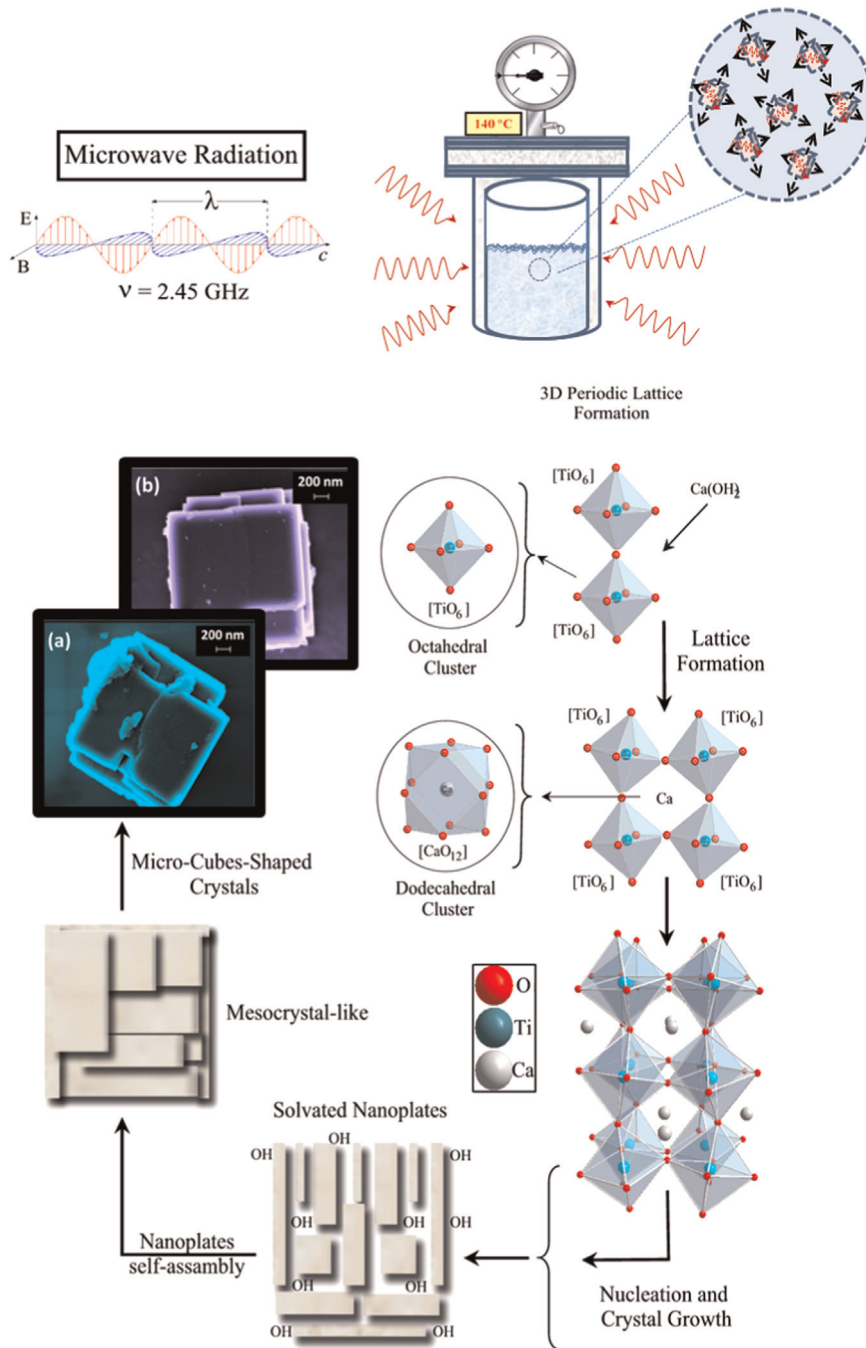 140 °C
Microwave Radiation
λ
E
B
c
ν = 2.45 GHz
3D Periodic Lattice
Formation
(b)
200 nm
(a)
200 nm
[TiO6]
Ca(OH)2
[TiO6]
[TiO6]
Octahedral
Cluster
Lattice
Formation
[TiO6]
[TiO6]
Ca
[CaO12]
[TiO6]
[TiO6]
Dodecahedral
Cluster
Micro-Cubes-Shaped
Crystals
Mesocrystal-like
O
Ti
Ca
Solvated Nanoplates
OH
OH
OH
OH
OH
OH
OH
OH
OH
Nanoplates
self-assembly
Nucleation and
Crystal Growth